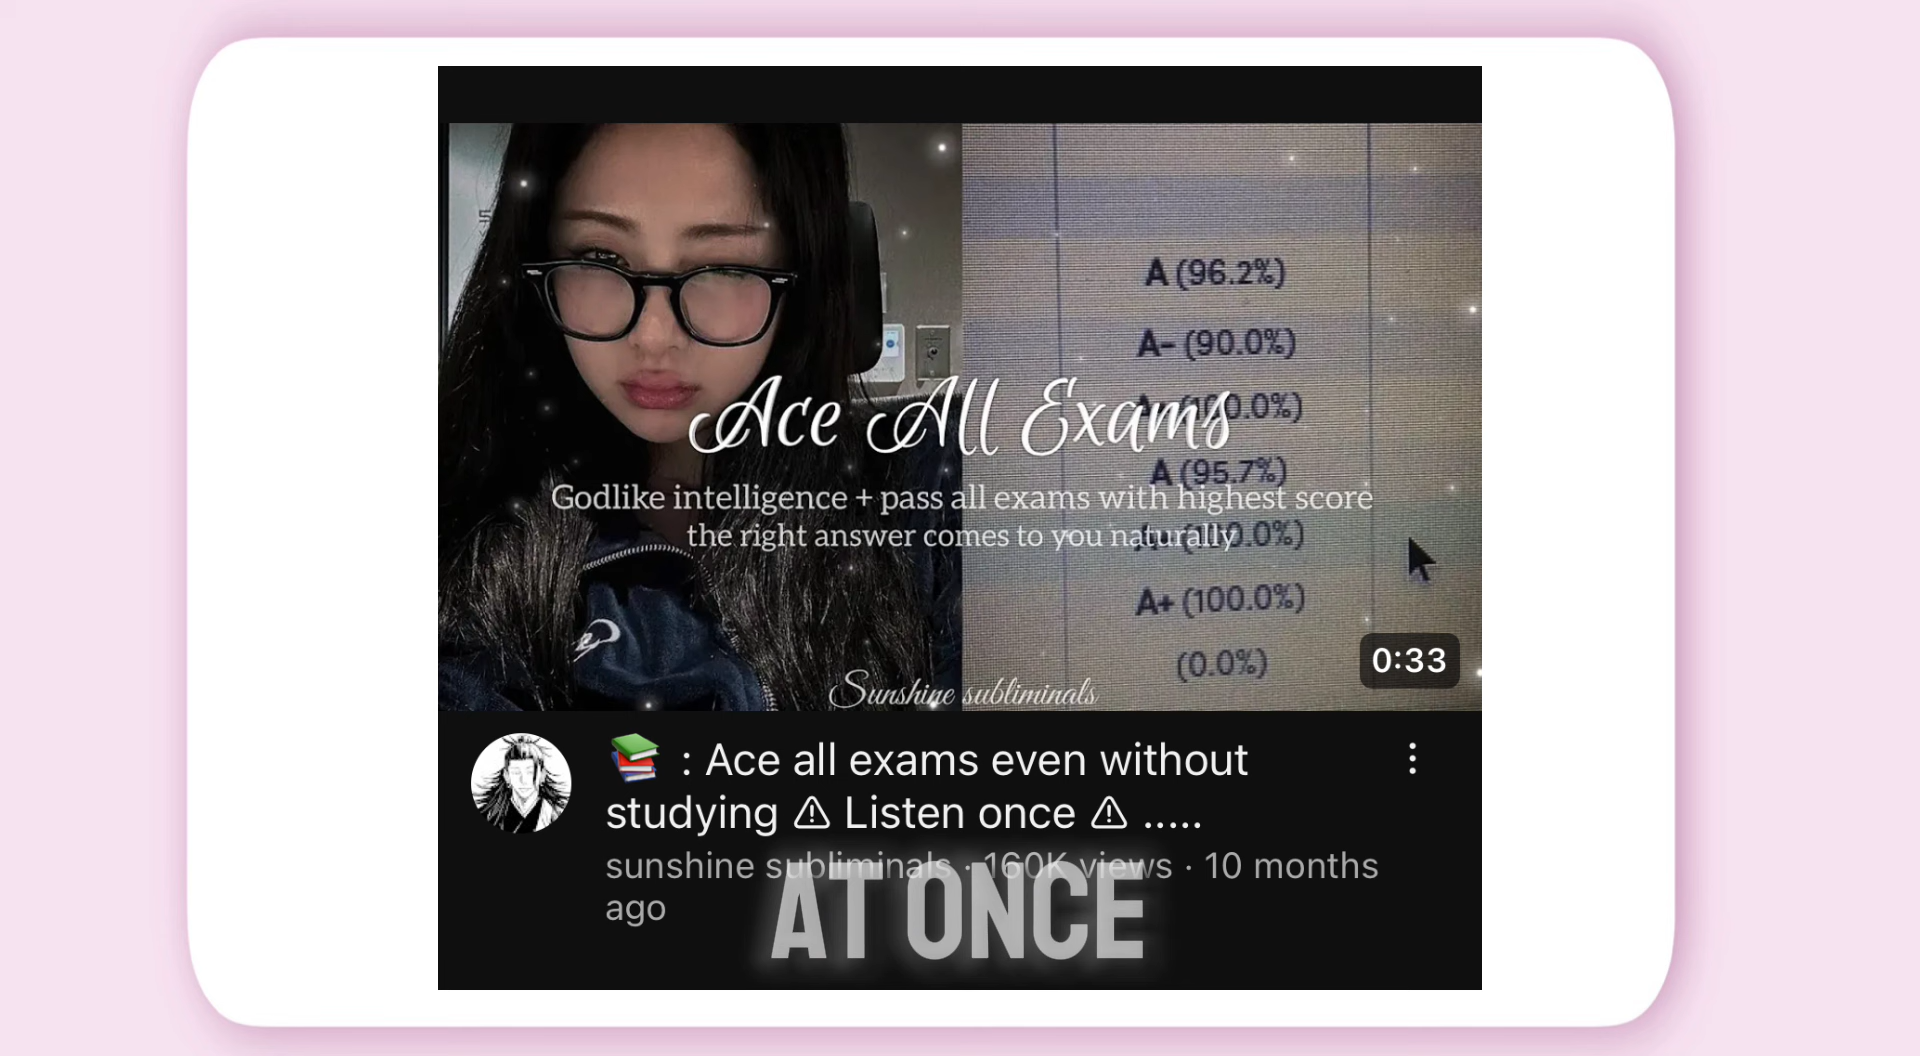 A (96.2%)
A- (90.0%)
Ace All Exams
A (95.7%)
Godlike intelligence + pass all exams with highest score
the right answer comes to you naturally
A+ (100.0%)
(0.0%)
0:33
Sunshine subliminals
📚 : Ace all exams even without
studying ⚠ Listen once ⚠ .....
sunshine subliminals · 160K views · 10 months
ago
AT ONCE